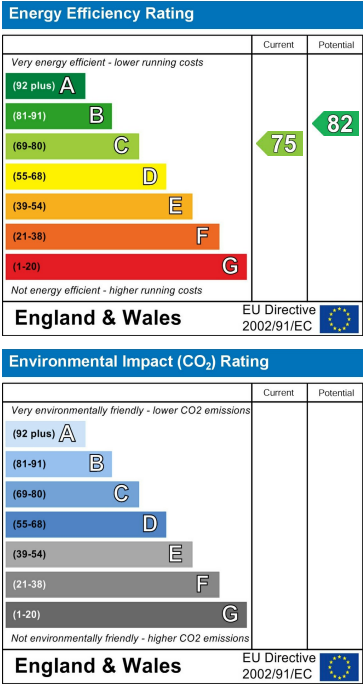 Energy Efficiency Rating
Current Potential
Very energy efficient - lower running costs
(92 plus) A
(81-91) B
(69-80) C
(55-68) D
(39-54) E
(21-38) F
(1-20) G
75
82
Not energy efficient - higher running costs
England & Wales
EU Directive
2002/91/EC
Environmental Impact (CO₂) Rating
Current Potential
Very environmentally friendly - lower CO2 emissions
(92 plus) A
(81-91) B
(69-80) C
(55-68) D
(39-54) E
(21-38) F
(1-20) G
Not environmentally friendly - higher CO2 emissions
England & Wales
EU Directive
2002/91/EC